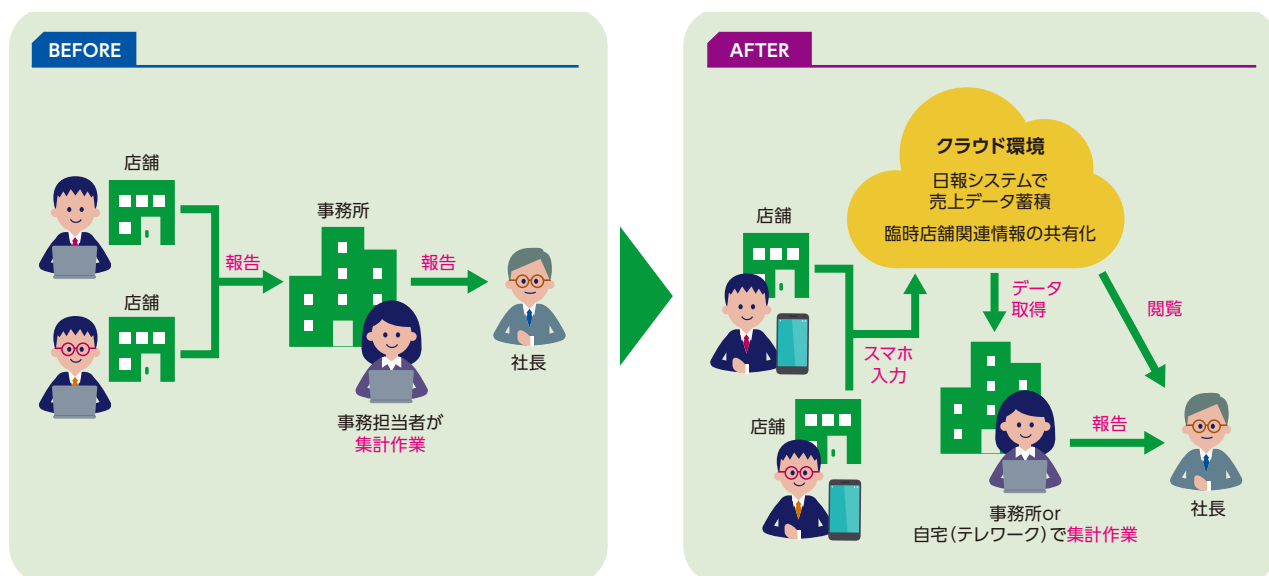 BEFORE
店舗
店舗
報告
事務所
報告
社長
事務担当者が
集計作業
AFTER
クラウド環境
日報システムで
売上データ蓄積
臨時店舗関連情報の共有化
店舗
店舗
スマホ
入力
データ
取得
閲覧
報告
社長
事務所or
自宅(テレワーク)で集計作業